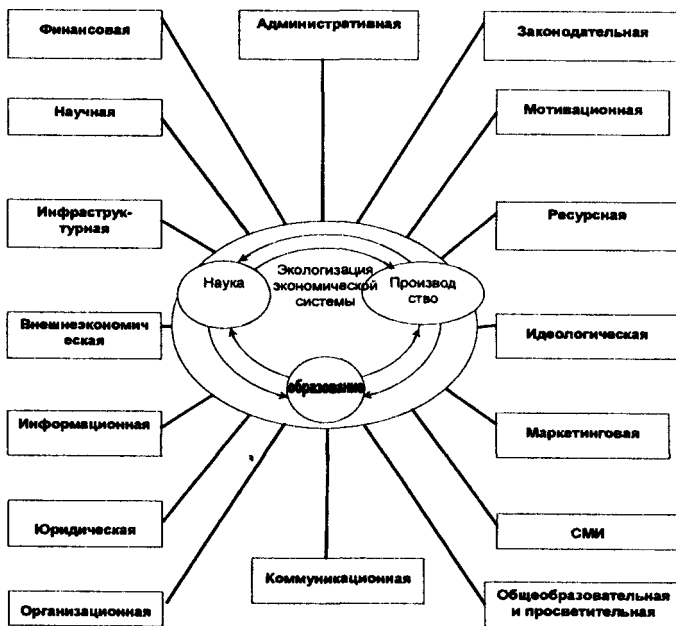 Финансовая
Административная
Законодательная
Научная
Мотивационная
Инфраструк-
турная
Ресурсная
Наука
Экологизация
экономической
системы
Производ
ство
Внешнеэкономич
еская
Идеологическая
образование
Информационная
Маркетинговая
Юридическая
СМИ
Коммуникационная
Организационная
Общеобразовательная
и просветительная